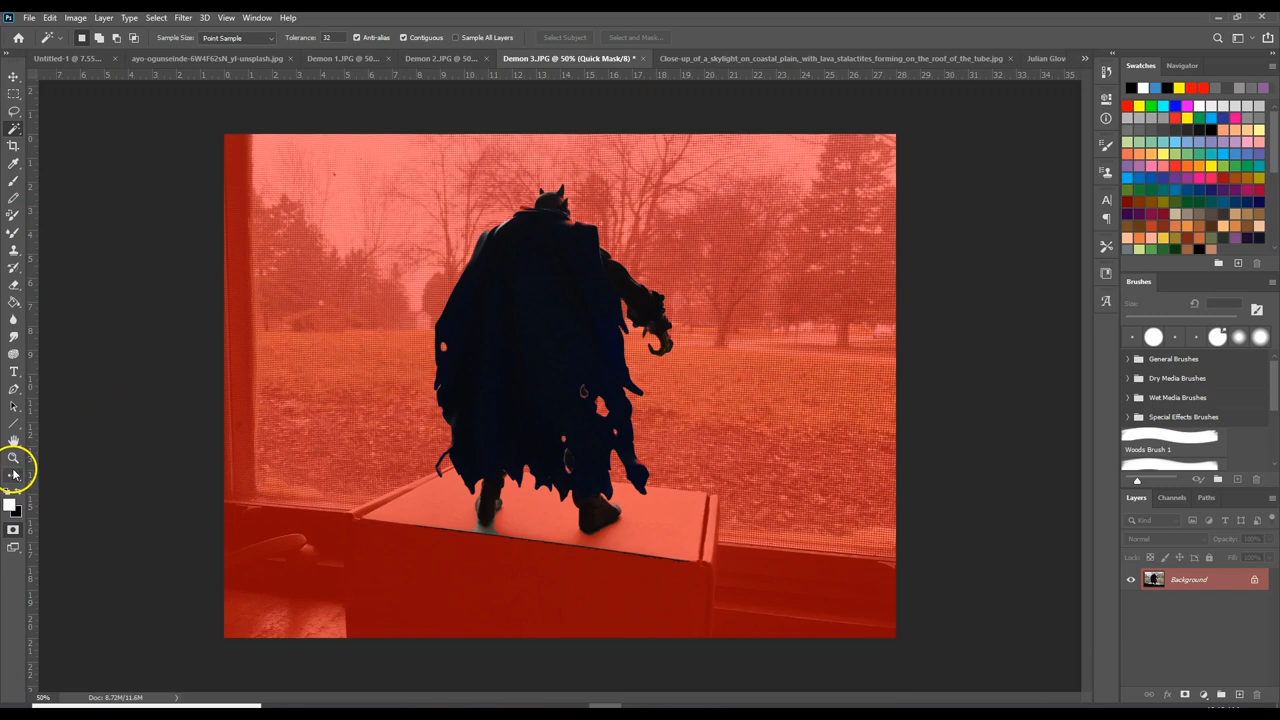 Ps File Edit Image Layer Type Select Filter 3D View Window Help
Sample Size: Point Sample Tolerance: 32 Anti-alias Contiguous Sample All Layers Select Subject Select and Mask...
Untitled-1 @ 7.55... × ayo-ogunseinde-6W4F62sN_yI-unsplash.jpg × Demon 1.JPG @ 50... × Demon 2.JPG @ 50... × Demon 3.JPG @ 50% (Quick Mask/8) * × Close-up_of_a_skylight_on_coastal_plain,_with_lava_stalactites_forming_on_the_roof_of_the_tube.jpg × Julian Glov
Swatches Navigator
Brushes
Size:
General Brushes
Dry Media Brushes
Wet Media Brushes
Special Effects Brushes
Woods Brush 1
Layers Channels Paths
Kind
Normal Opacity: 100%
Lock: Fill: 100%
Background
50% Doc: 8.72M/11.6M